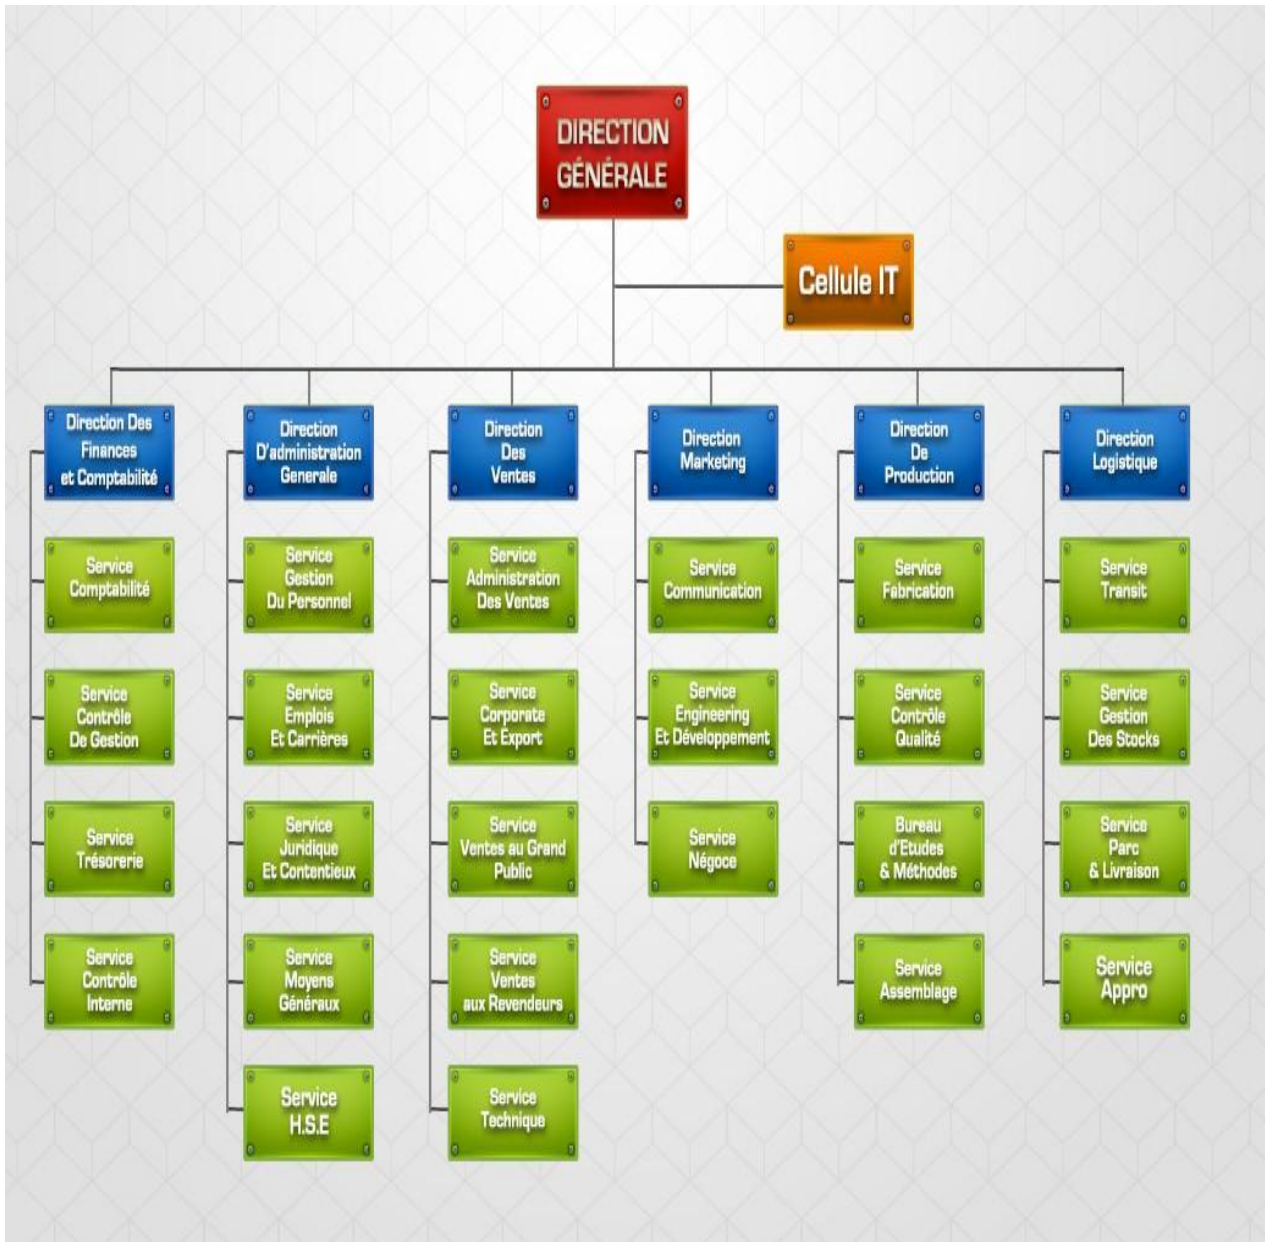 DIRECTION
GÉNÉRALE
Cellule IT
Direction Des
Finances
et Comptabilité
Direction
D'administration
Generale
Direction
Des
Ventes
Direction
Marketing
Direction
De
Production
Direction
Logistique
Service
Comptabilité
Service
Gestion
Du Personnel
Service
Administration
Des Ventes
Service
Communication
Service
Fabrication
Service
Transit
Service
Contrôle
De Gestion
Service
Emplois
Et Carrières
Service
Corporate
Et Export
Service
Engineering
Et Développement
Service
Contrôle
Qualité
Service
Gestion
Des Stocks
Service
Trésorerie
Service
Juridique
Et Contentieux
Service
Ventes au Grand
Public
Service
Négoce
Bureau
d'Etudes
& Méthodes
Service
Parc
& Livraison
Service
Contrôle
Interne
Service
Moyens
Généraux
Service
Ventes
aux Revendeurs
Service
Assemblage
Service
Appro
Service
H.S.E
Service
Technique